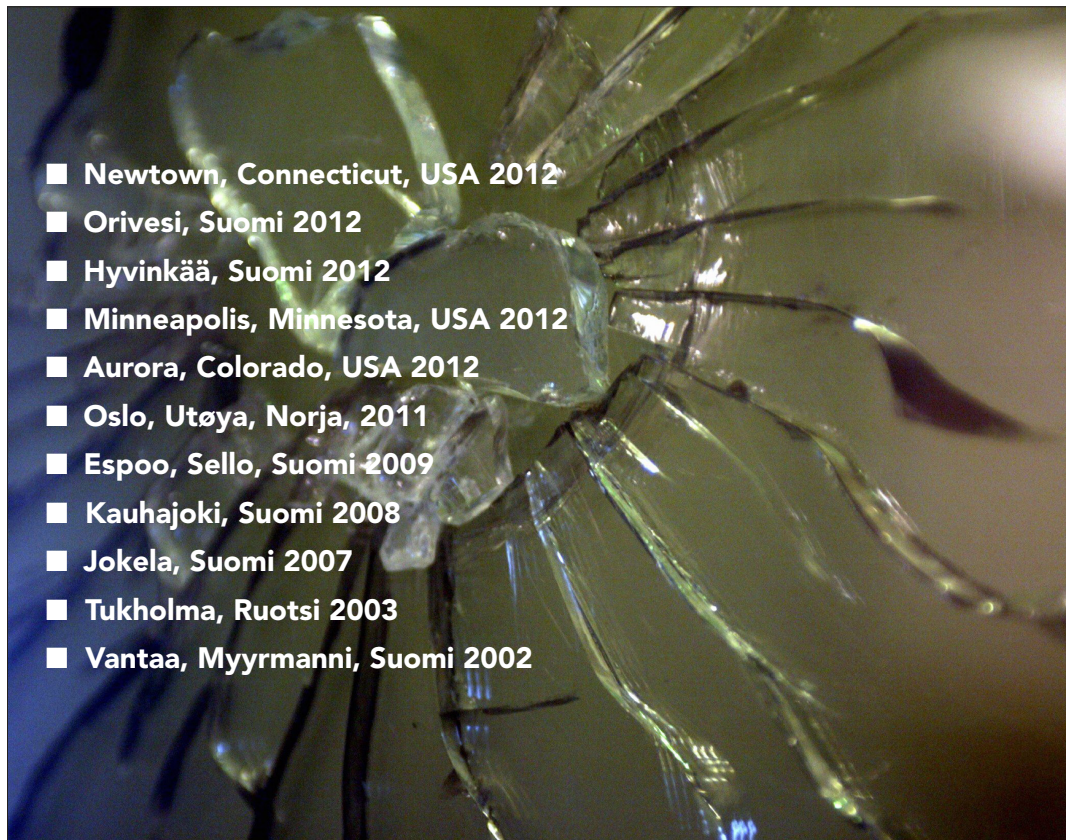 ■ Newtown, Connecticut, USA 2012
■ Orivesi, Suomi 2012
■ Hyvinkää, Suomi 2012
■ Minneapolis, Minnesota, USA 2012
■ Aurora, Colorado, USA 2012
■ Oslo, Utøya, Norja, 2011
■ Espoo, Sello, Suomi 2009
■ Kauhajoki, Suomi 2008
■ Jokela, Suomi 2007
■ Tukholma, Ruotsi 2003
■ Vantaa, Myyrmanni, Suomi 2002